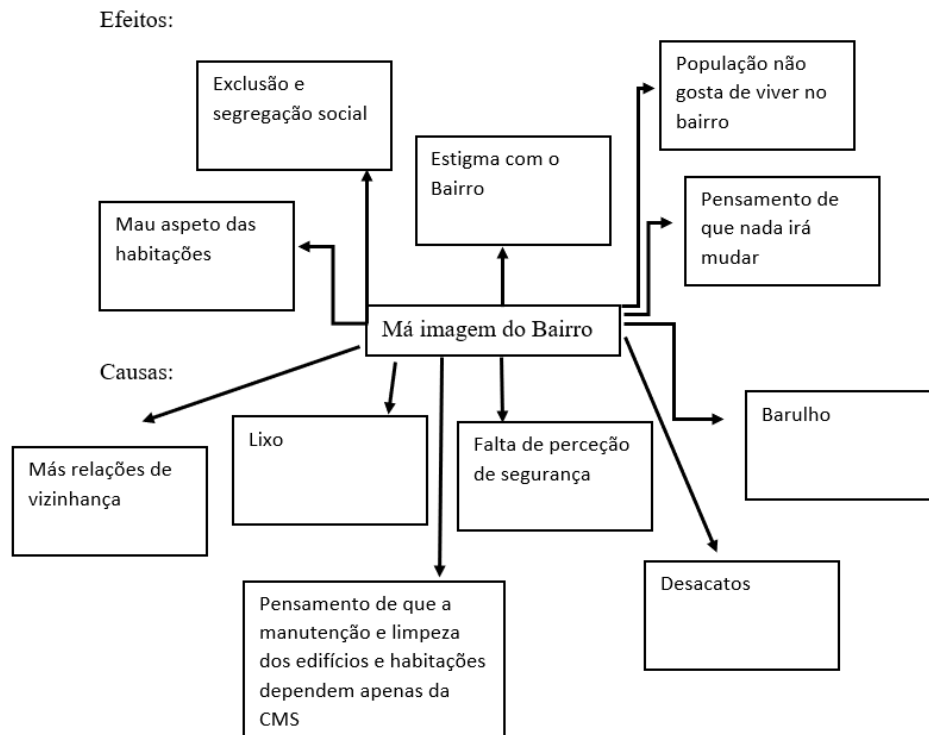 Efeitos:
Exclusão e
segregação social
População não
gosta de viver no
bairro
Estigma com o
Bairro
Mau aspeto das
habitações
Pensamento de
que nada irá
mudar
Má imagem do Bairro
Causas:
Más relações de
vizinhança
Lixo
Falta de perceção
de segurança
Barulho
Pensamento de que a
manutenção e limpeza
dos edifícios e habitações
dependem apenas da
CMS
Desacatos